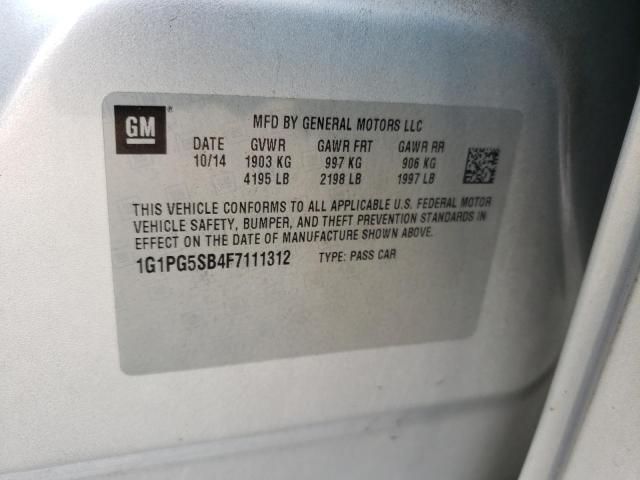 GM ®
MFD BY GENERAL MOTORS LLC
DATE GVWR GAWR FRT GAWR RR
10/14 1903 KG 997 KG 906 KG
4195 LB 2198 LB 1997 LB
THIS VEHICLE CONFORMS TO ALL APPLICABLE U.S. FEDERAL MOTOR
VEHICLE SAFETY, BUMPER, AND THEFT PREVENTION STANDARDS IN
EFFECT ON THE DATE OF MANUFACTURE SHOWN ABOVE.
1G1PG5SB4F7111312 TYPE: PASS CAR